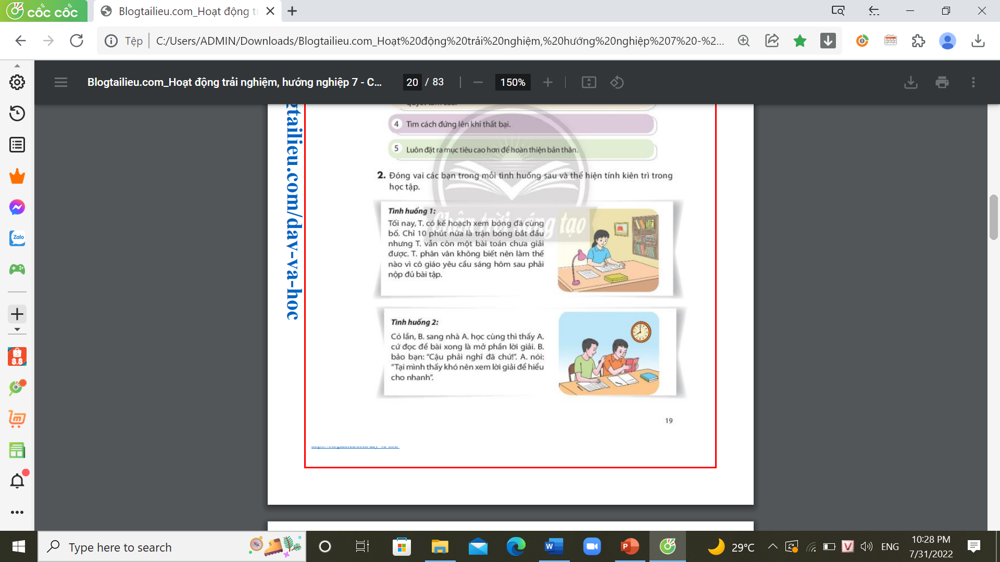 cốc cốc
Blogtailieu.com_Hoạt động t
Tệp
C:/Users/ADMIN/Downloads/Blogtailieu.com_Hoạt%20động%20trải%20nghiệm,%20hướng%20nghiệp%207%20-%2...
Blogtailieu.com_Hoạt động trải nghiệm, hướng nghiệp 7 - C...
20 / 83
150%
gtailieu.com/day-va-hoc
4 Tìm cách đứng lên khi thất bại.
5 Luôn đặt ra mục tiêu cao hơn để hoàn thiện bản thân.
2. Đóng vai các bạn trong mỗi tình huống sau và thể hiện tính kiên trì trong
học tập.
Chân trời sáng tạo
Tình huống 1:
Tối nay, T. có kế hoạch xem bóng đá cùng
bố. Chỉ 10 phút nữa là trận bóng bắt đầu
nhưng T. vẫn còn một bài toán chưa giải
được. T. phân vân không biết nên làm thế
nào vì cô giáo yêu cầu sáng hôm sau phải
nộp đủ bài tập.
Tình huống 2:
Có lần, B. sang nhà A. học cùng thì thấy A.
cứ đọc đề bài xong là mở phần lời giải. B.
bảo bạn: “Cậu phải nghĩ đã chứ!”. A. nói:
“Tại mình thấy khó nên xem lời giải để hiểu
cho nhanh”.
19
Zalo
8.8
Type here to search
29°C
ENG
10:28 PM
7/31/2022